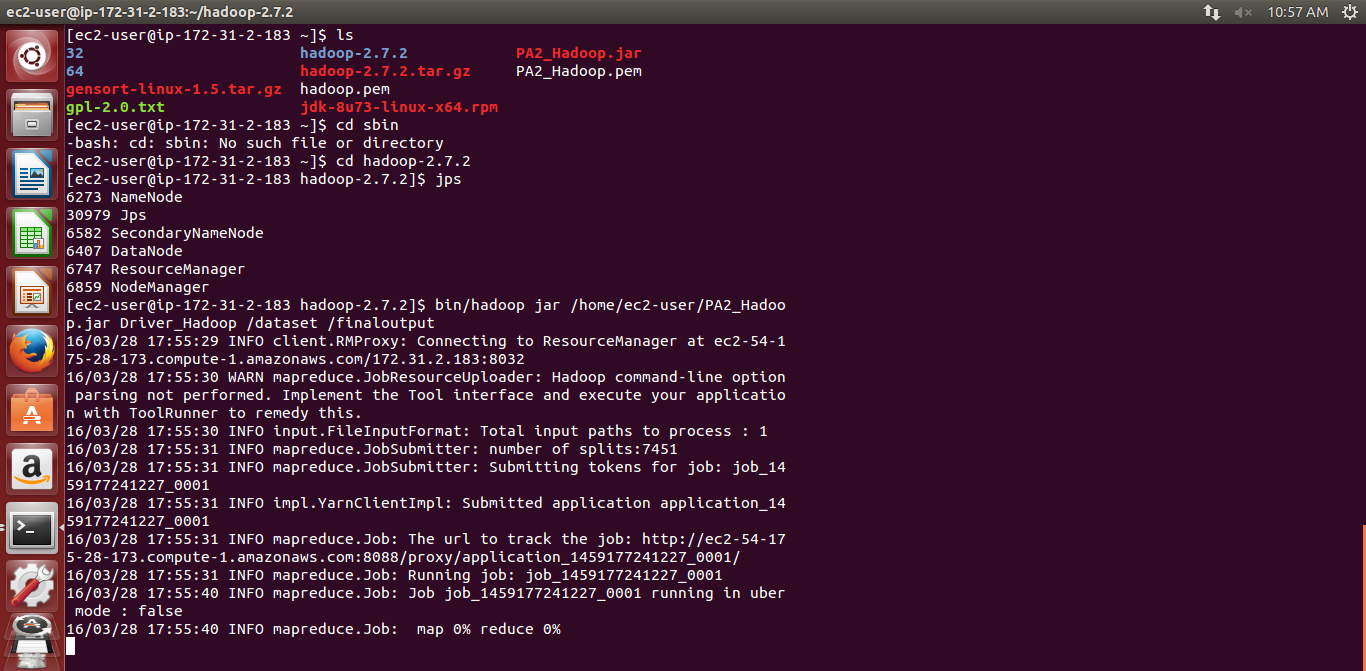 ec2-user@ip-172-31-2-183:~/hadoop-2.7.2 10:57 AM
[ec2-user@ip-172-31-2-183 ~]$ ls
32 hadoop-2.7.2 PA2_Hadoop.jar
64 hadoop-2.7.2.tar.gz PA2_Hadoop.pem
gensort-linux-1.5.tar.gz hadoop.pem
gpl-2.0.txt jdk-8u73-linux-x64.rpm
[ec2-user@ip-172-31-2-183 ~]$ cd sbin
-bash: cd: sbin: No such file or directory
[ec2-user@ip-172-31-2-183 ~]$ cd hadoop-2.7.2
[ec2-user@ip-172-31-2-183 hadoop-2.7.2]$ jps
6273 NameNode
30979 Jps
6582 SecondaryNameNode
6407 DataNode
6747 ResourceManager
6859 NodeManager
[ec2-user@ip-172-31-2-183 hadoop-2.7.2]$ bin/hadoop jar /home/ec2-user/PA2_Hadoo
p.jar Driver_Hadoop /dataset /finaloutput
16/03/28 17:55:29 INFO client.RMProxy: Connecting to ResourceManager at ec2-54-1
75-28-173.compute-1.amazonaws.com/172.31.2.183:8032
16/03/28 17:55:30 WARN mapreduce.JobResourceUploader: Hadoop command-line option
 parsing not performed. Implement the Tool interface and execute your applicatio
n with ToolRunner to remedy this.
16/03/28 17:55:30 INFO input.FileInputFormat: Total input paths to process : 1
16/03/28 17:55:31 INFO mapreduce.JobSubmitter: number of splits:7451
16/03/28 17:55:31 INFO mapreduce.JobSubmitter: Submitting tokens for job: job_14
59177241227_0001
16/03/28 17:55:31 INFO impl.YarnClientImpl: Submitted application application_14
59177241227_0001
16/03/28 17:55:31 INFO mapreduce.Job: The url to track the job: http://ec2-54-17
5-28-173.compute-1.amazonaws.com:8088/proxy/application_1459177241227_0001/
16/03/28 17:55:31 INFO mapreduce.Job: Running job: job_1459177241227_0001
16/03/28 17:55:40 INFO mapreduce.Job: Job job_1459177241227_0001 running in uber
 mode : false
16/03/28 17:55:40 INFO mapreduce.Job:  map 0% reduce 0%